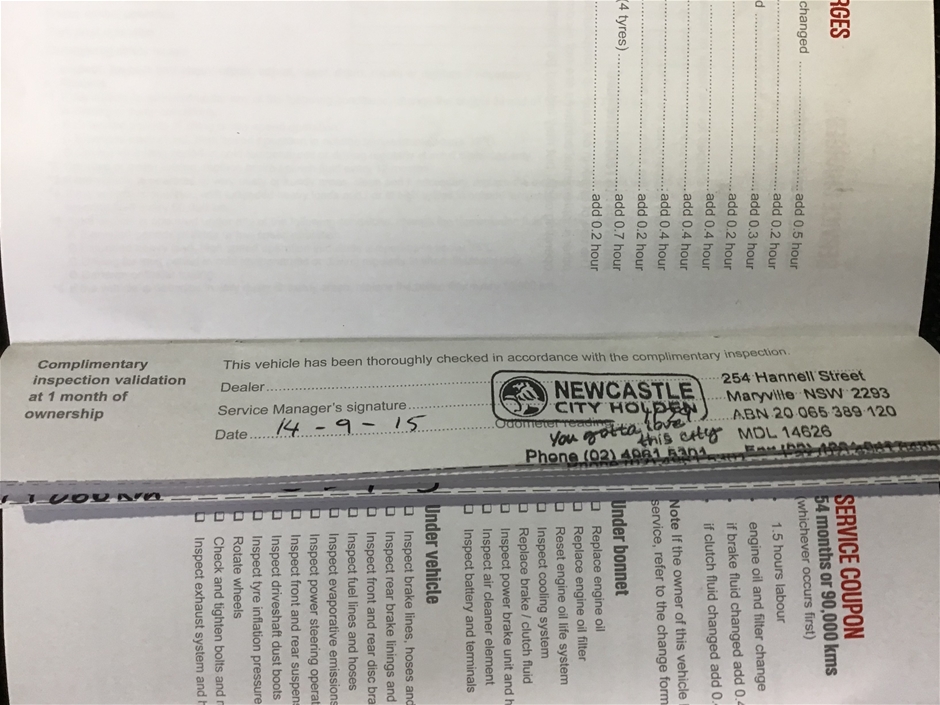 RGES
changed ........ add 0.5 hour
........ add 0.2 hour
d ........ add 0.3 hour
........ add 0.2 hour
........ add 0.4 hour
........ add 0.4 hour
........ add 0.4 hour
........ add 0.2 hour
(4 tyres) ........ add 0.7 hour
........ add 0.2 hour
Complimentary
inspection validation
at 1 month of
ownership
This vehicle has been thoroughly checked in accordance with the complimentary inspection.
Dealer
Service Manager's signature
Date 14 - 9 - 15
Odometer reading
NEWCASTLE
CITY HOLDEN
You gotta love
this city
Phone (02) 4961 5301
254 Hannell Street
Maryville NSW 2293
ABN 20 065 389 120
MDL 14626
SERVICE COUPON
54 months or 90,000 kms
(whichever occurs first)
1.5 hours labour
engine oil and filter change
if brake fluid changed add 0.4
if clutch fluid changed add 0.
Note If the owner of this vehicle
service, refer to the change form
Under bonnet
Replace engine oil
Replace engine oil filter
Reset engine oil life system
Inspect cooling system
Replace brake / clutch fluid
Inspect power brake unit and h
Inspect air cleaner element
Inspect battery and terminals
Under vehicle
Inspect brake lines, hoses and
Inspect rear brake linings and
Inspect front and rear disc bra
Inspect fuel lines and hoses
Inspect evaporative emissions
Inspect power steering operat
Inspect front and rear suspens
Inspect driveshaft dust boots
Inspect tyre inflation pressure
Rotate wheels
Check and tighten bolts and n
Inspect exhaust system and h